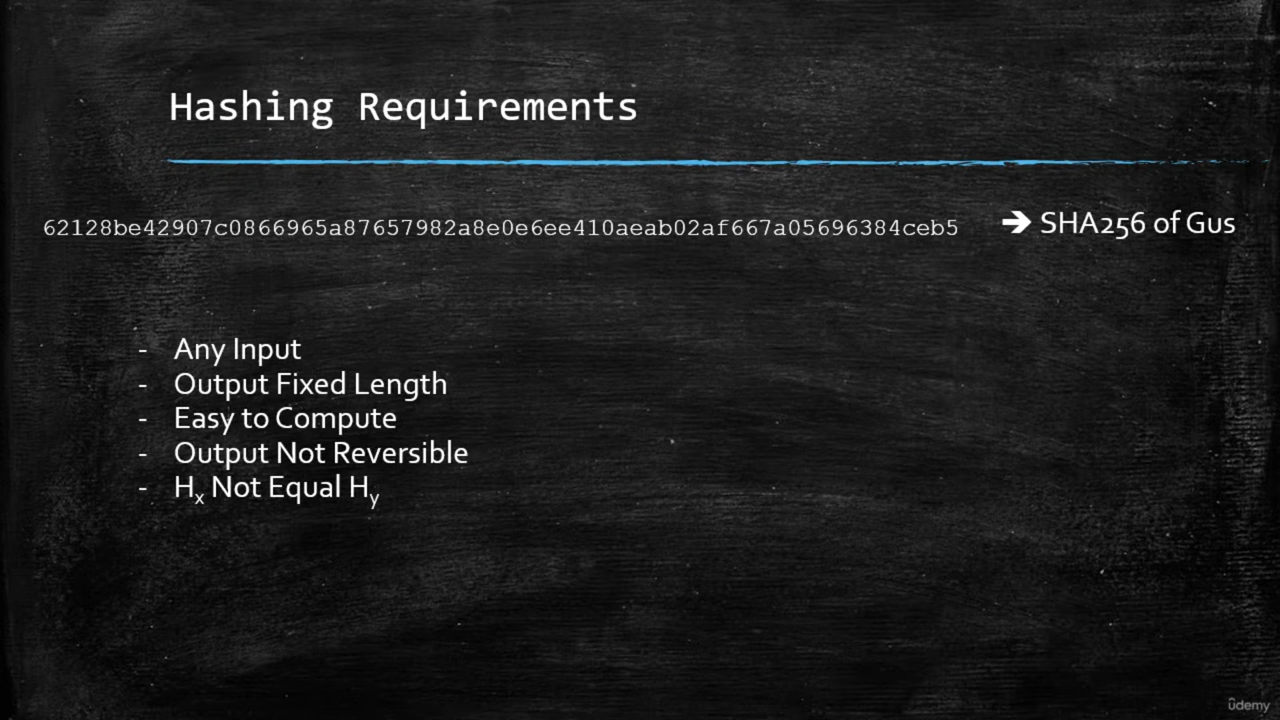 Hashing Requirements
62128be42907c0866965a87657982a8e0e6ee410aeab02af667a05696384ceb5 → SHA256 of Gus
- Any Input
- Output Fixed Length
- Easy to Compute
- Output Not Reversible
- Hx Not Equal Hy
ûdemy